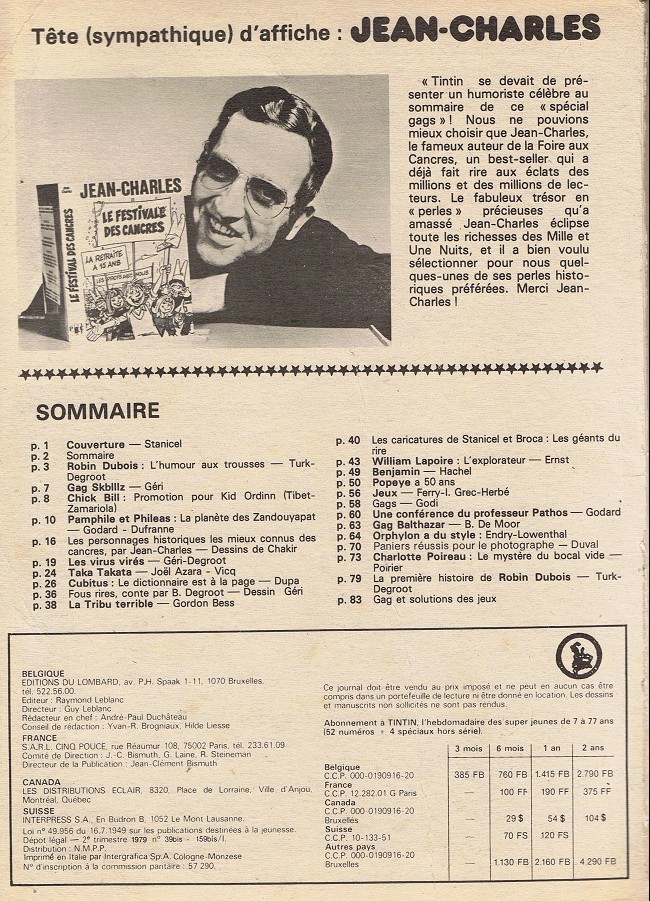 Tête (sympathique) d'affiche : JEAN-CHARLES
« Tintin se devait de pré-
senter un humoriste célèbre au
sommaire de ce « spécial
gags » ! Nous ne pouvions
mieux choisir que Jean-Charles,
le fameux auteur de la Foire aux
Cancres, un best-seller qui a
déjà fait rire aux éclats des
millions et des millions de lec-
teurs. Le fabuleux trésor en
« perles » précieuses qu'a
amassé Jean-Charles éclipse
toute les richesses des Mille et
Une Nuits, et il a bien voulu
sélectionner pour nous quel-
ques-unes de ses perles histo-
riques préférées. Merci Jean-
Charles !
JEAN-CHARLES
LE FESTIVALE
DES CANCRES
LA RETRAITE
A 15 ANS
LES PROFS AVEC NOUS
LE FESTIVAL DES CANCRES
SOMMAIRE
p. 1 Couverture — Stanicel
p. 2 Sommaire
p. 3 Robin Dubois : L'humour aux trousses — Turk-
Degroot
p. 7 Gag Skblllz — Géri
p. 8 Chick Bill : Promotion pour Kid Ordinn (Tibet-
Zamariola)
p. 10 Pamphile et Phileas : La planète des Zandouyapat
— Godard - Dufranne
p. 16 Les personnages historiques les mieux connus des
cancres, par Jean-Charles — Dessins de Chakir
p. 19 Les virus virés — Géri-Degroot
p. 24 Taka Takata — Joël Azara - Vicq
p. 26 Cubitus : Le dictionnaire est à la page — Dupa
p. 36 Fous rires, conte par B. Degroot — Dessin Géri
p. 38 La Tribu terrible — Gordon Bess
p. 40 Les caricatures de Stanicel et Broca : Les géants du
rire
p. 43 William Lapoire : L'explorateur — Ernst
p. 49 Benjamin — Hachel
p. 50 Popeye a 50 ans
p. 56 Jeux — Ferry-I. Grec-Herbé
p. 58 Gags — Godi
p. 60 Une conférence du professeur Pathos — Godard
p. 63 Gag Balthazar — B. De Moor
p. 64 Orphylon a du style : Endry-Lowenthal
p. 70 Paniers réussis pour le photographe — Duval
p. 73 Charlotte Poireau : Le mystère du bocal vide —
Poirier
p. 79 La première histoire de Robin Dubois — Turk-
Degroot
p. 83 Gag et solutions des jeux
BELGIQUE
EDITIONS DU LOMBARD, av. P.H. Spaak 1-11, 1070 Bruxelles,
tél. 522.56.00.
Editeur : Raymond Leblanc
Directeur : Guy Leblanc
Rédacteur en chef : André-Paul Duchâteau
Conseil de rédaction : Yvan-R. Brogniaux, Hilde Liesse
FRANCE
S.A.R.L. CINQ POUCE, rue Réaumur 108, 75002 Paris, tél. 233.61.09
Comité de Direction : J.-C. Bismuth, G. Laine, R. Steineman
Directeur de la Publication : Jean-Clément Bismuth
CANADA
LES DISTRIBUTIONS ECLAIR, 8320, Place de Lorraine, Ville d'Anjou,
Montréal, Québec
SUISSE
INTERPRESS S.A., En Budron B, 1052 Le Mont Lausanne.
Loi n° 49.956 du 16.7.1949 sur les publications destinées à la jeunesse.
Dépot légal — 2e trimestre 1979 n° 39bis - 159bis/I.
Distribution : N.M.P.P.
Imprimé en Italie par Intergrafica Sp.A. Cologne-Monzese
N° d'inscription à la commission paritaire : 57 290.
Ce journal doit être vendu au prix imposé et ne peut en aucun cas être
compris dans un portefeuille de lecture ni être donné en location. Les dessins
et manuscrits non sollicités ne sont pas rendus.
Abonnement à TINTIN, l'hebdomadaire des super jeunes de 7 à 77 ans
(52 numéros + 4 spéciaux hors série).
3 mois 6 mois 1 an 2 ans
Belgique
C.C.P. 000-0190916-20 385 FB 760 FB 1.415 FB 2.790 FB
France
C.C.P. 12.282.01 G Paris — 100 FF 190 FF 375 FF
Canada
C.C.P. 000-0190916-20
Bruxelles — 29 $ 54 $ 104 $
Suisse
C.C.P. 10-133-51 — 70 FS 120 FS
Autres pays
C.C.P. 000-0190916-20
Bruxelles — 1.130 FB 2.160 FB 4.290 FB